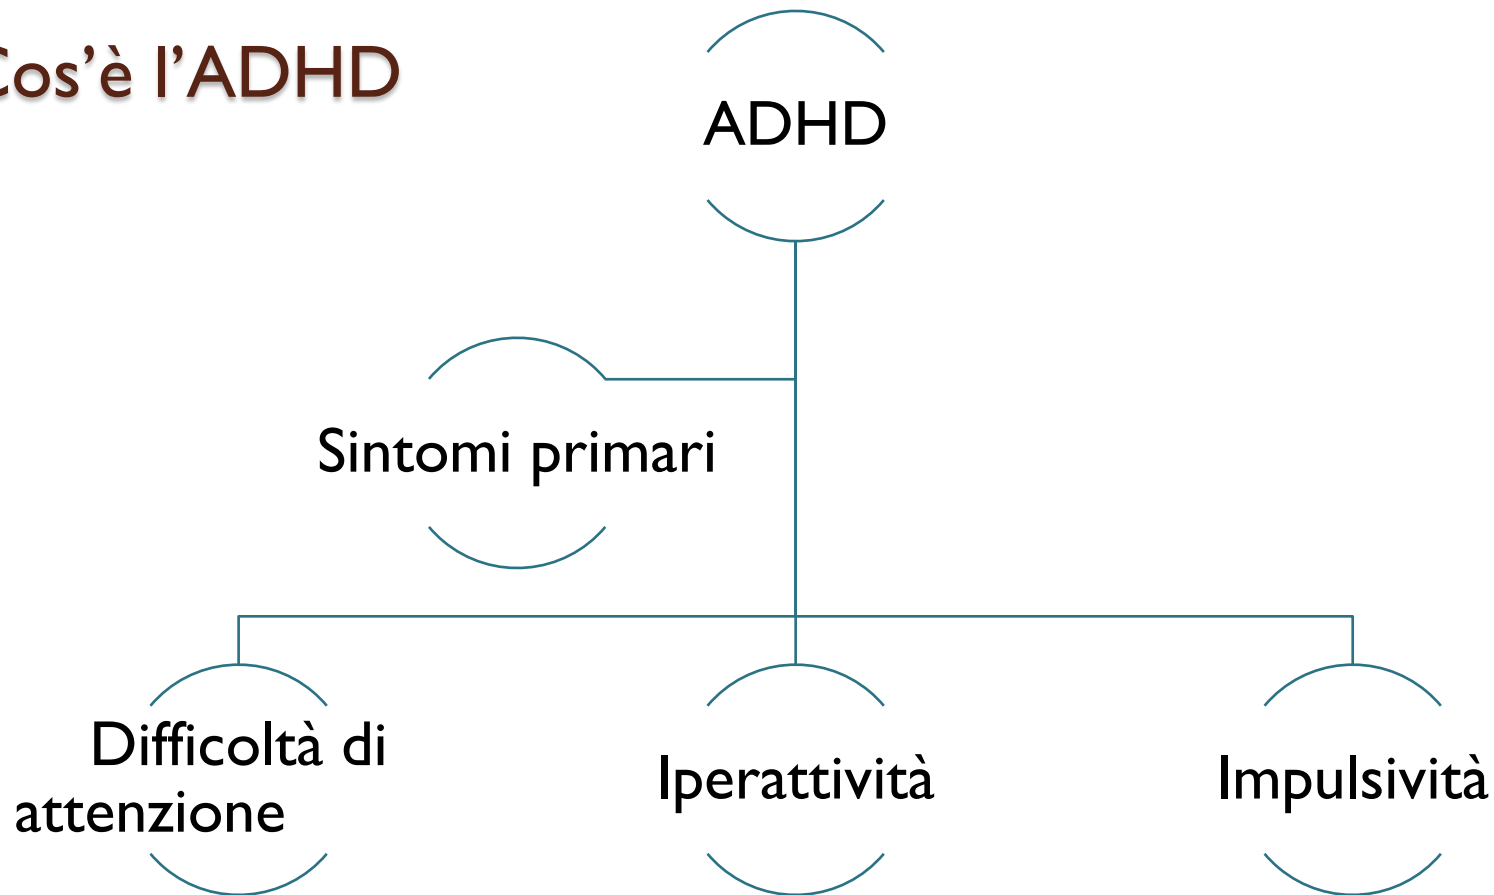 Cos’è l’ADHD
ADHD
Sintomi primari
Difficoltà di
attenzione
Iperattività
Impulsività